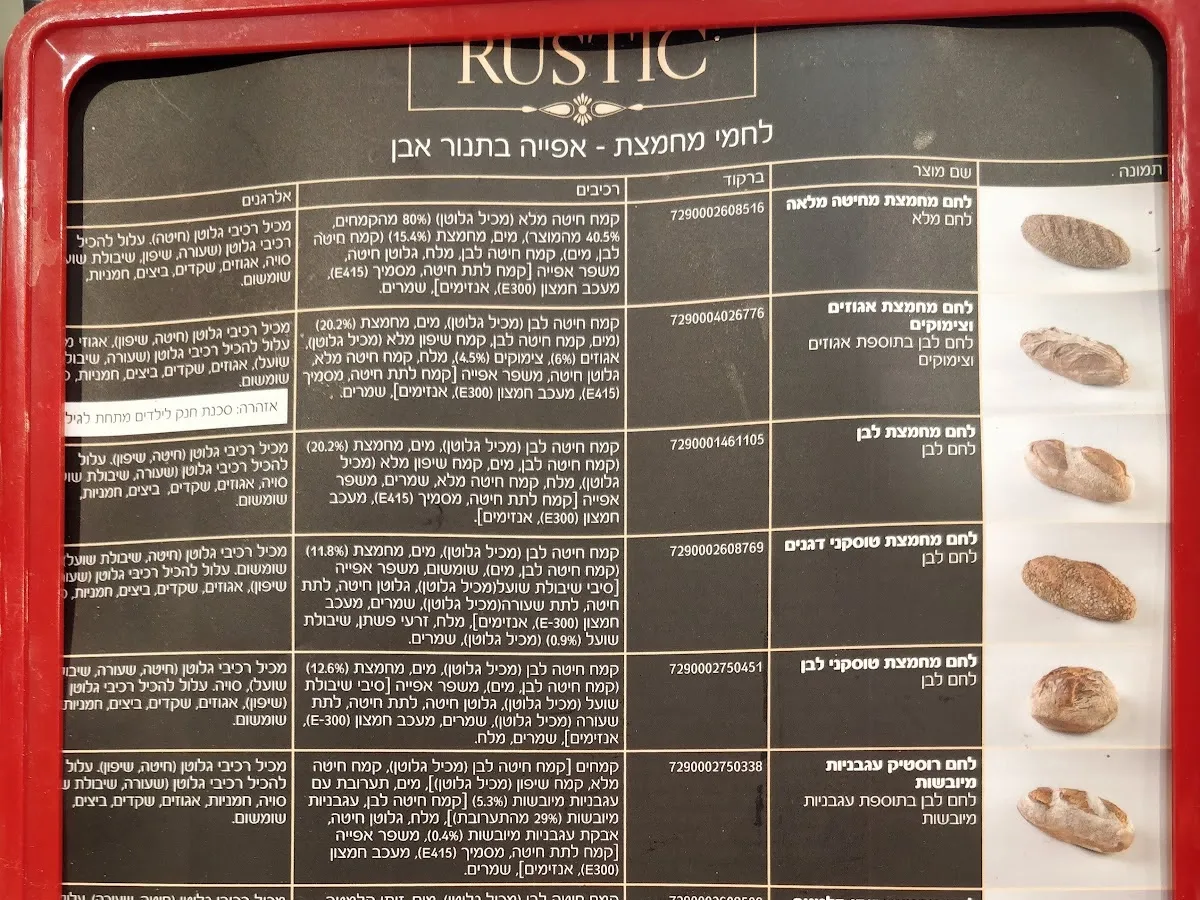 RUSTIC
לחמי מחמצת - אפייה בתנור אבן
תמונה
שם מוצר
ברקוד
רכיבים
אלרגנים
לחם מחמצת מחיטה מלאה
לחם מלא
7290002608516
קמח חיטה מלא (מכיל גלוטן) (80% מהקמחים,
40.5% מהמוצר), מים, מחמצת (15.4%) (קמח חיטה
לבן, מים), קמח חיטה לבן, מלח, גלוטן חיטה,
משפר אפייה [קמח לתת חיטה, מסמיך (E415),
מעכב חמצון (E300), אנזימים], שמרים.
מכיל רכיבי גלוטן (חיטה). עלול להכיל
רכיבי גלוטן (שעורה, שיפון, שיבולת
סויה, אגוזים, שקדים, ביצים, חמניות,
שומשום.
לחם מחמצת אגוזים
וצימוקים
לחם לבן בתוספת אגוזים
וצימוקים
7290004026776
קמח חיטה לבן (מכיל גלוטן), מים, מחמצת (20.2%)
(מים, קמח חיטה לבן, קמח שיפון מלא (מכיל גלוטן),
אגוזים (6%), צימוקים (4.5%), מלח, קמח חיטה מלא,
גלוטן חיטה, משפר אפייה [קמח לתת חיטה, מסמיך
(E415), מעכב חמצון (E300), אנזימים], שמרים.
מכיל רכיבי גלוטן (חיטה, שיפון), אגוזי
עלול להכיל רכיבי גלוטן (שעורה,
שועל), אגוזים, שקדים, ביצים, חמניות,
שומשום.
אזהרה: סכנת חנק לילדים מתחת לגיל
לחם מחמצת לבן
לחם לבן
7290001461105
קמח חיטה לבן (מכיל גלוטן), מים, מחמצת (20.2%)
(קמח חיטה לבן, מים, קמח שיפון מלא (מכיל
גלוטן), מלח, קמח חיטה מלא, שמרים, משפר
אפייה [קמח לתת חיטה, מסמיך (E415), מעכב
חמצון (E300), אנזימים].
מכיל רכיבי גלוטן (חיטה, שיפון). עלול
להכיל רכיבי גלוטן (שעורה, שיבולת
סויה, אגוזים, שקדים, ביצים, חמניות,
שומשום.
לחם מחמצת טוסקני דגנים
לחם לבן
7290002608769
קמח חיטה לבן (מכיל גלוטן), מים, מחמצת (11.8%)
(קמח חיטה לבן, מים), שומשום, משפר אפייה
[סיבי שיבולת שועל(מכיל גלוטן), גלוטן חיטה, לתת
חיטה, לתת שעורה(מכיל גלוטן), שמרים, מעכב
חמצון (E-300), אנזימים], מלח, זרעי פשתן, שיבולת
שועל (0.9%) (מכיל גלוטן), שמרים.
מכיל רכיבי גלוטן (חיטה, שיבולת שועל)
שומשום. עלול להכיל רכיבי גלוטן
שיפון), אגוזים, שקדים, ביצים, חמניות,
לחם מחמצת טוסקני לבן
לחם לבן
7290002750451
קמח חיטה לבן (מכיל גלוטן), מים, מחמצת (12.6%)
(קמח חיטה לבן, מים), משפר אפייה [סיבי שיבולת
שועל (מכיל גלוטן), גלוטן חיטה, לתת חיטה, לתת
שעורה (מכיל גלוטן), שמרים, מעכב חמצון (E-300),
אנזימים], שמרים, מלח.
מכיל רכיבי גלוטן (חיטה, שעורה,
שועל), סויה. עלול להכיל רכיבי גלוטן
(שיפון), אגוזים, שקדים, ביצים, חמניות
שומשום.
לחם רוסטיק עגבניות
מיובשות
לחם לבן בתוספת עגבניות
מיובשות
7290002750338
קמחים [קמח חיטה לבן (מכיל גלוטן), קמח חיטה
מלא, קמח שיפון (מכיל גלוטן)], מים, תערובת עם
עגבניות מיובשות (5.3%) [קמח חיטה לבן, עגבניות
מיובשות (29% מהתערובת)], מלח, גלוטן חיטה,
אבקת עגבניות מיובשות (0.4%), משפר אפייה
[קמח לתת חיטה, מסמיך (E415), מעכב חמצון
(E300), אנזימים], שמרים.
מכיל רכיבי גלוטן (חיטה, שיפון). עלול
להכיל רכיבי גלוטן (שעורה, שיבולת
סויה, חמניות, אגוזים, שקדים, ביצים,
שומשום.